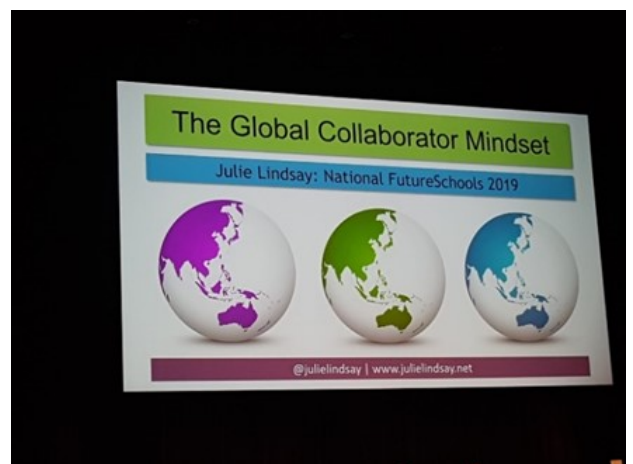 The Global Collaborator Mindset
Julie Lindsay: National FutureSchools 2019
@julielindsay | www.julielindsay.net